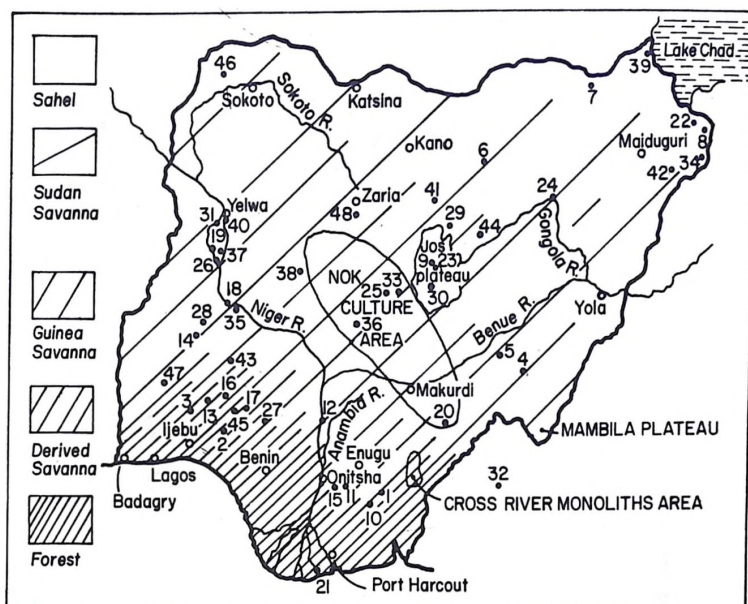 Sahel
Sudan
Savanna
Guinea
Savanna
Derived
Savanna
Forest
Lake Chad
39
46
Sokoto
Sokoto R.
Katsina
7
Kano
6
22
8
Maiduguri
34
42
Zaria
48
41
24
29
44
Gongola R.
Yelwa
31
40
19
37
26
38
Jos
9
23
plateau
30
NOK
CULTURE
AREA
25
33
36
18
35
Niger R.
28
14
Benue R.
Yola
5
4
43
47
16
3
13
17
45
2
27
12
Ijebu
Makurdi
20
Anambra R.
MAMBILA PLATEAU
Enugu
Onitsha
15
11
1
10
32
CROSS RIVER MONOLITHS AREA
Benin
Lagos
Badagry
21
Port Harcout